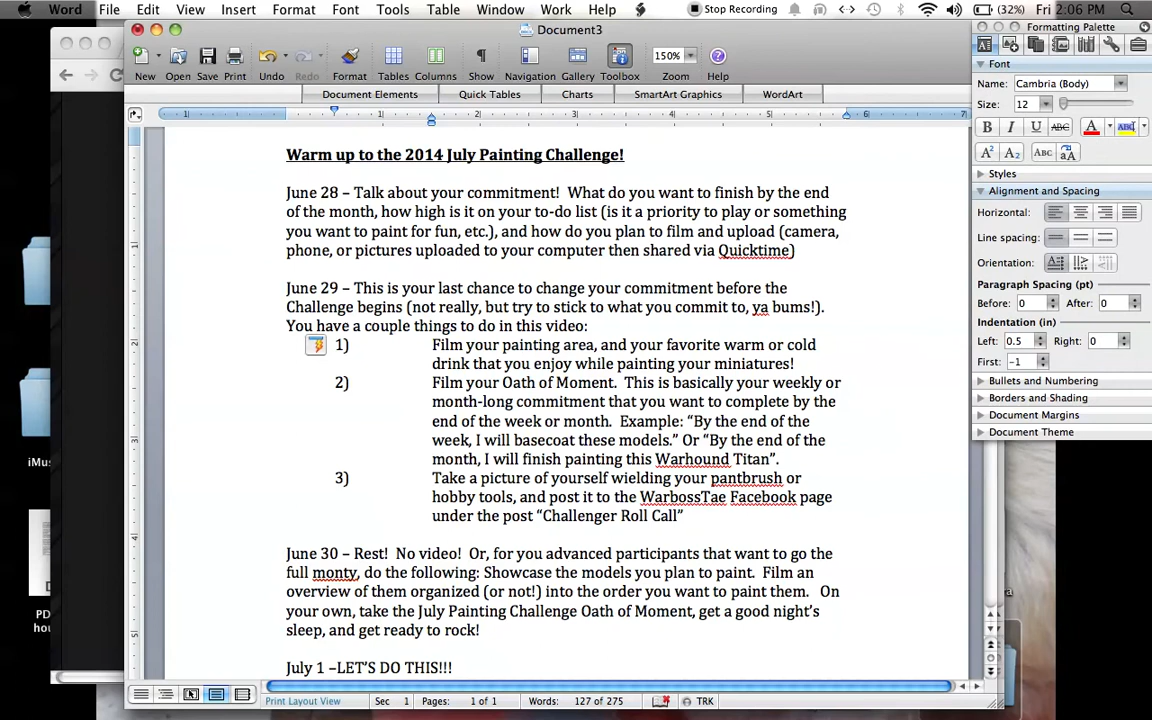 Word File Edit View Insert Format Font Tools Table Window Work Help Stop Recording (32%) Fri 2:06 PM
Document3
New Open Save Print Undo Redo Format Tables Columns Show Navigation Gallery Toolbox 150% Zoom Help
Document Elements Quick Tables Charts SmartArt Graphics WordArt
1 1 2 3 4 5 6 7
Warm up to the 2014 July Painting Challenge!
June 28 – Talk about your commitment!  What do you want to finish by the end
of the month, how high is it on your to-do list (is it a priority to play or something
you want to paint for fun, etc.), and how do you plan to film and upload (camera,
phone, or pictures uploaded to your computer then shared via Quicktime)
June 29 – This is your last chance to change your commitment before the
Challenge begins (not really, but try to stick to what you commit to, ya bums!).
You have a couple things to do in this video:
1) Film your painting area, and your favorite warm or cold
drink that you enjoy while painting your miniatures!
2) Film your Oath of Moment.  This is basically your weekly or
month-long commitment that you want to complete by the
end of the week or month.  Example: “By the end of the
week, I will basecoat these models.” Or “By the end of the
month, I will finish painting this Warhound Titan”.
3) Take a picture of yourself wielding your pantbrush or
hobby tools, and post it to the WarbossTae Facebook page
under the post “Challenger Roll Call”
June 30 – Rest!  No video!  Or, for you advanced participants that want to go the
full monty, do the following: Showcase the models you plan to paint.  Film an
overview of them organized (or not!) into the order you want to paint them.  On
your own, take the July Painting Challenge Oath of Moment, get a good night’s
sleep, and get ready to rock!
July 1 –LET’S DO THIS!!!
Print Layout View Sec 1 Pages: 1 of 1 Words: 127 of 275 TRK
Formatting Palette
Font
Name: Cambria (Body)
Size: 12
B I U ABC A ABC
A² A₂ ABC aA
Styles
Alignment and Spacing
Horizontal:
Line spacing:
Orientation:
Paragraph Spacing (pt)
Before: 0 After: 0
Indentation (in)
Left: 0.5 Right: 0
First: -1
Bullets and Numbering
Borders and Shading
Document Margins
Document Theme
iMus
PD
hou